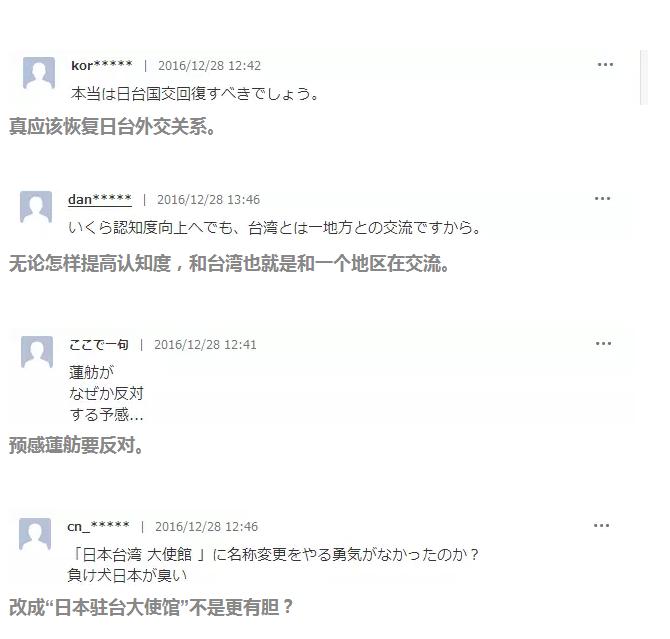 kor***** | 2016/12/28 12:42 •••
本当は日台国交回復すべきでしょう。
真应该恢复日台外交关系。
dan***** | 2016/12/28 13:46 •••
いくら認知度向上へでも、台湾とは一地方との交流ですから。
无论怎样提高认知度，和台湾也就是和一个地区在交流。
ここで一句 | 2016/12/28 12:41 •••
蓮舫が
なぜか反対
する予感...
预感蓮舫要反对。
cn_***** | 2016/12/28 12:46 •••
「日本台湾 大使館 」に名称変更をやる勇気がなかったのか？
負け犬日本が臭い
改成“日本驻台大使馆”不是更有胆？